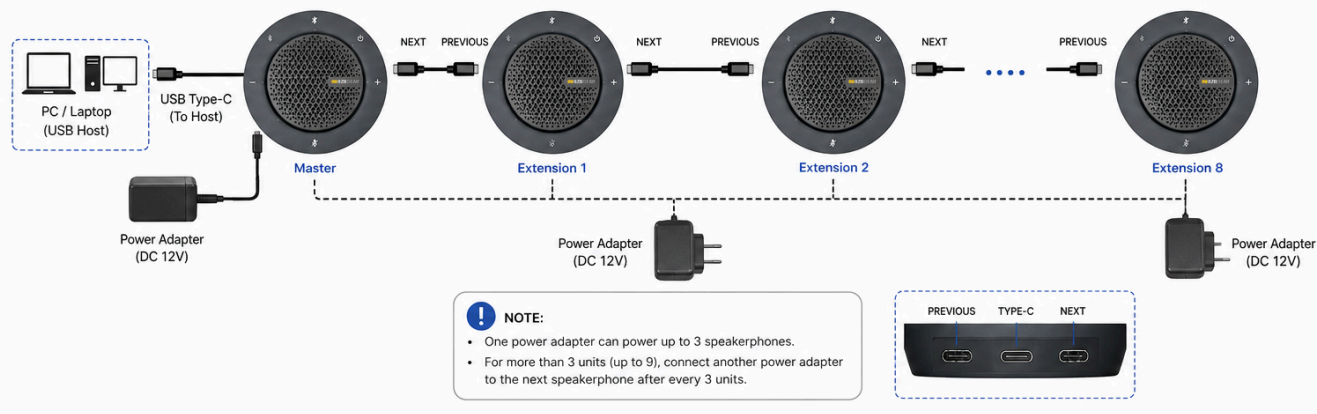 NEXT PREVIOUS
NEXT PREVIOUS
NEXT PREVIOUS
PC / Laptop
(USB Host)
USB Type-C
(To Host)
Master
Extension 1
Extension 2
Extension 8
Power Adapter
(DC 12V)
Power Adapter
(DC 12V)
Power Adapter
(DC 12V)
NOTE:
• One power adapter can power up to 3 speakerphones.
• For more than 3 units (up to 9), connect another power adapter
to the next speakerphone after every 3 units.
PREVIOUS TYPE-C NEXT